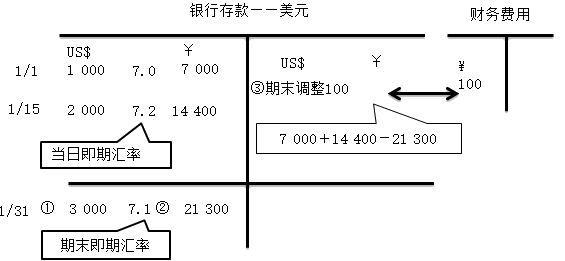 银行存款——美元 财务费用
US$ ￥ US$ ￥ ￥
1/1 1 000 7.0 7 000 ③期末调整100 100
1/15 2 000 7.2 14 400
当日即期汇率 7 000＋14 400－21 300
1/31 ① 3 000 7.1 ② 21 300
期末即期汇率